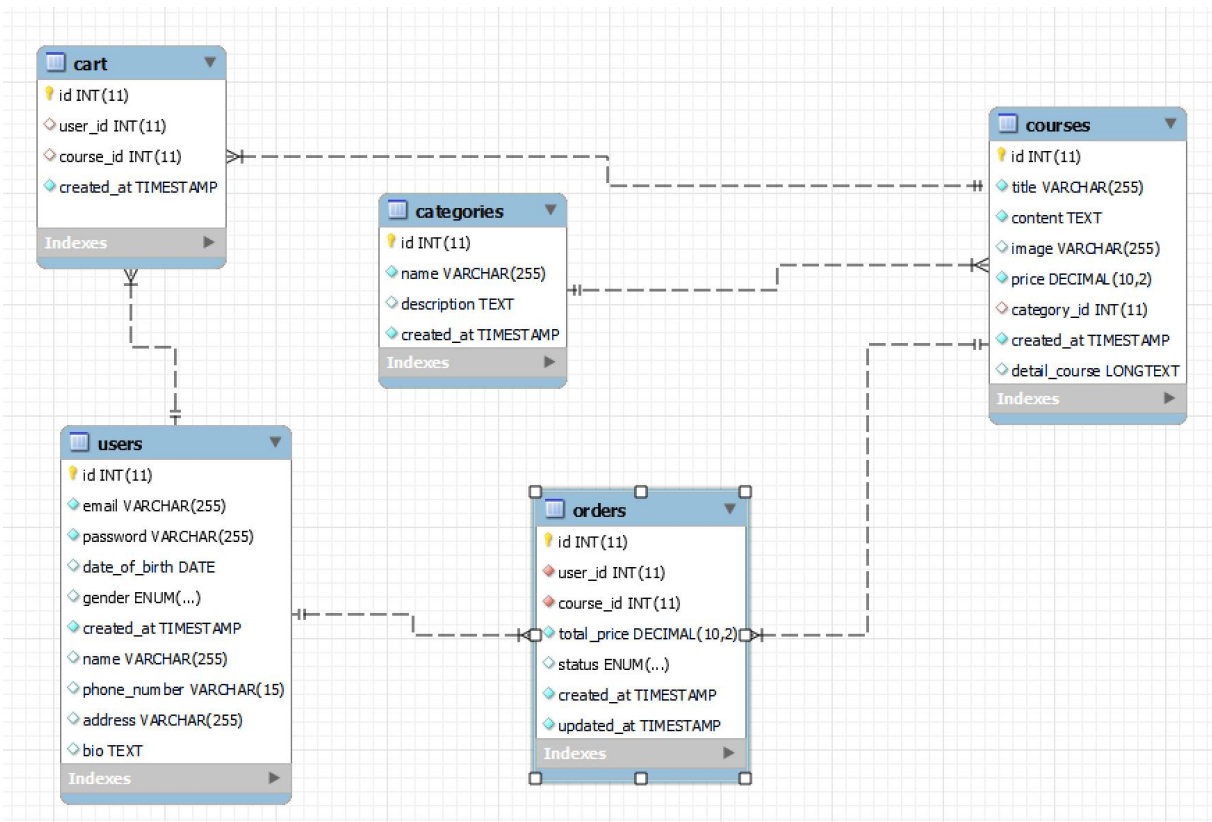 cart
id INT(11)
user_id INT(11)
course_id INT(11)
created_at TIMESTAMP
Indexes
categories
id INT(11)
name VARCHAR(255)
description TEXT
created_at TIMESTAMP
Indexes
courses
id INT(11)
title VARCHAR(255)
content TEXT
image VARCHAR(255)
price DECIMAL(10,2)
category_id INT(11)
created_at TIMESTAMP
detail_course LONGTEXT
Indexes
users
id INT(11)
email VARCHAR(255)
password VARCHAR(255)
date_of_birth DATE
gender ENUM(...)
created_at TIMESTAMP
name VARCHAR(255)
phone_number VARCHAR(15)
address VARCHAR(255)
bio TEXT
Indexes
orders
id INT(11)
user_id INT(11)
course_id INT(11)
total_price DECIMAL(10,2)
status ENUM(...)
created_at TIMESTAMP
updated_at TIMESTAMP
Indexes